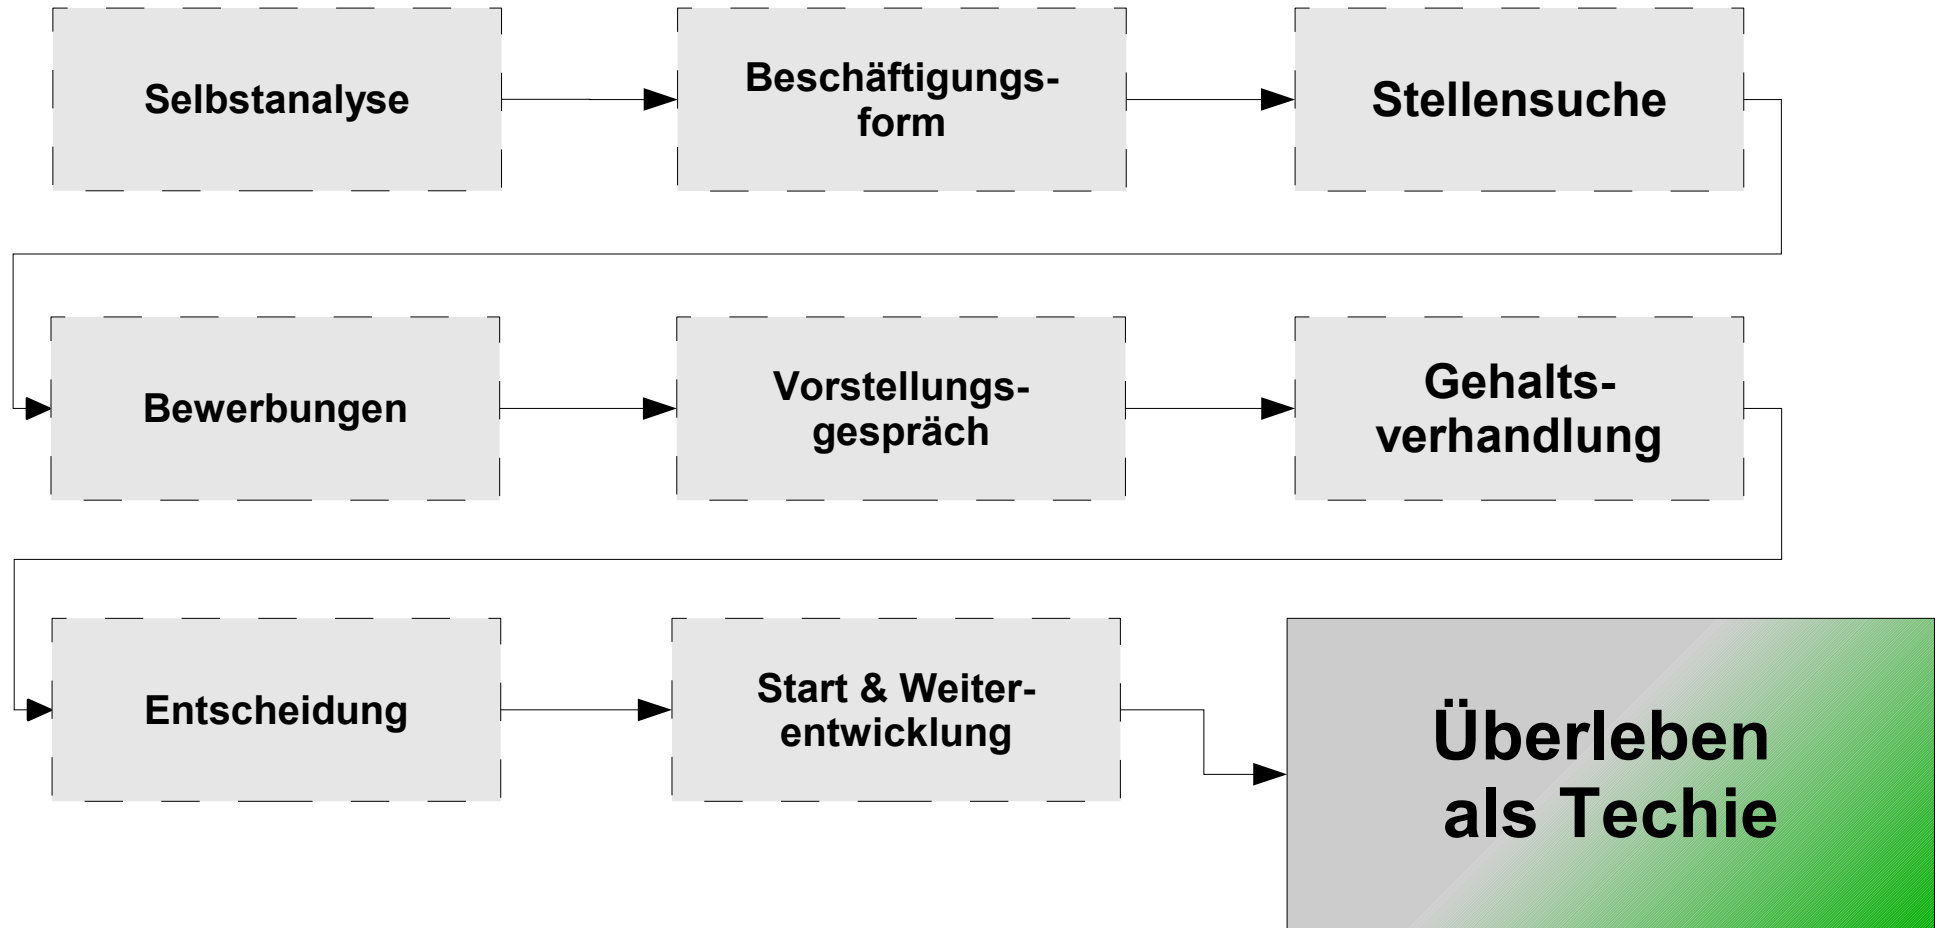 Selbstanalyse
Beschäftigungs-
form
Stellensuche
Bewerbungen
Vorstellungs-
gespräch
Gehalts-
verhandlung
Entscheidung
Start & Weiter-
entwicklung
Überleben
als Techie